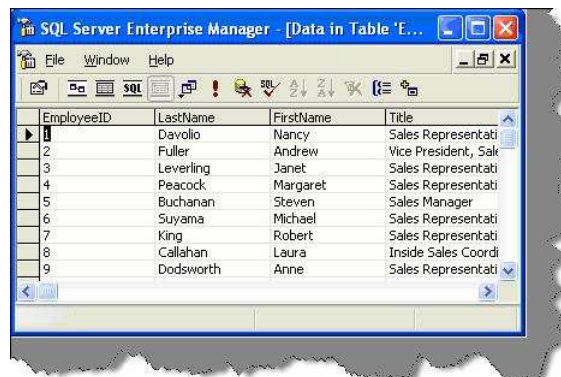 SQL Server Enterprise Manager - [Data in Table 'E...
File Window Help
SQL SQL A Z Z A
EmployeeID LastName FirstName Title
1 Davolio Nancy Sales Representati
2 Fuller Andrew Vice President, Sale
3 Leverling Janet Sales Representati
4 Peacock Margaret Sales Representati
5 Buchanan Steven Sales Manager
6 Suyama Michael Sales Representati
7 King Robert Sales Representati
8 Callahan Laura Inside Sales Coordi
9 Dodsworth Anne Sales Representati